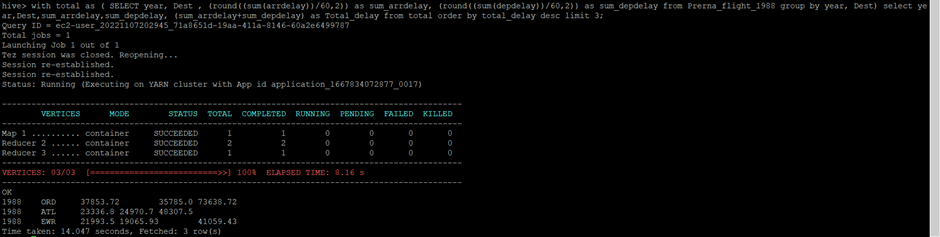 hive> with total as ( SELECT year, Dest , (round((sum(arrdelay))/60,2)) as sum_arrdelay, (round((sum(depdelay))/60,2)) as sum_depdelay from Prerna_flight_1988 group by year, Dest) select ye
ar, Dest,sum_arrdelay,sum_depdelay, (sum_arrdelay+sum_depdelay) as Total_delay from total order by total_delay desc limit 3;
Query ID = ec2-user_20221107202945_71a8651d-19aa-411a-8146-60a2e6499787
Total jobs = 1
Launching Job 1 out of 1
Tez session was closed. Reopening...
Session re-established.
Session re-established.
Status: Running (Executing on YARN cluster with App id application_1667834072877_0017)
----------------------------------------------------------------------------------------------
VERTICES MODE STATUS TOTAL COMPLETED RUNNING PENDING FAILED KILLED
----------------------------------------------------------------------------------------------
Map 1 .......... container SUCCEEDED 1 1 0 0 0 0
Reducer 2 ...... container SUCCEEDED 2 2 0 0 0 0
Reducer 3 ...... container SUCCEEDED 1 1 0 0 0 0
----------------------------------------------------------------------------------------------
VERTICES: 03/03 [==========================>>] 100% ELAPSED TIME: 8.16 s
----------------------------------------------------------------------------------------------
OK
1988 ORD 37853.72 35785.0 73638.72
1988 ATL 23336.8 24970.7 48307.5
1988 EWR 21993.5 19065.93 41059.43
Time taken: 14.047 seconds, Fetched: 3 row(s)